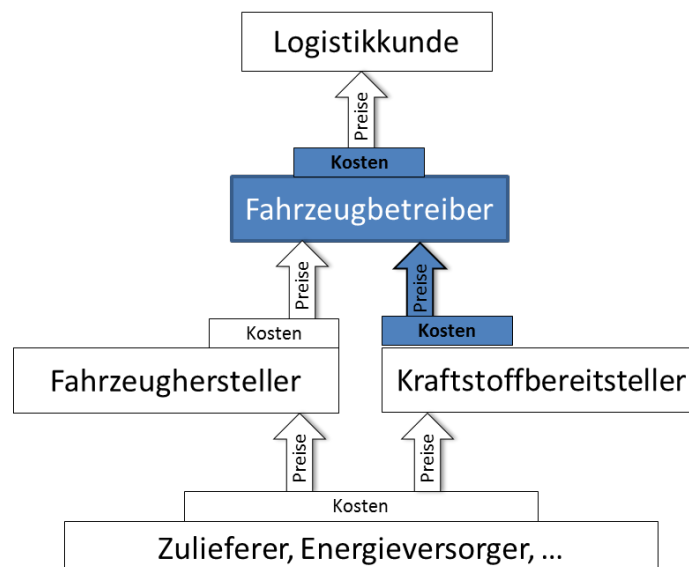 Logistikkunde
Preise
Kosten
Fahrzeugbetreiber
Preise
Preise
Kosten
Kosten
Fahrzeughersteller
Kraftstoffbereitsteller
Preise
Preise
Kosten
Zulieferer, Energieversorger, ...